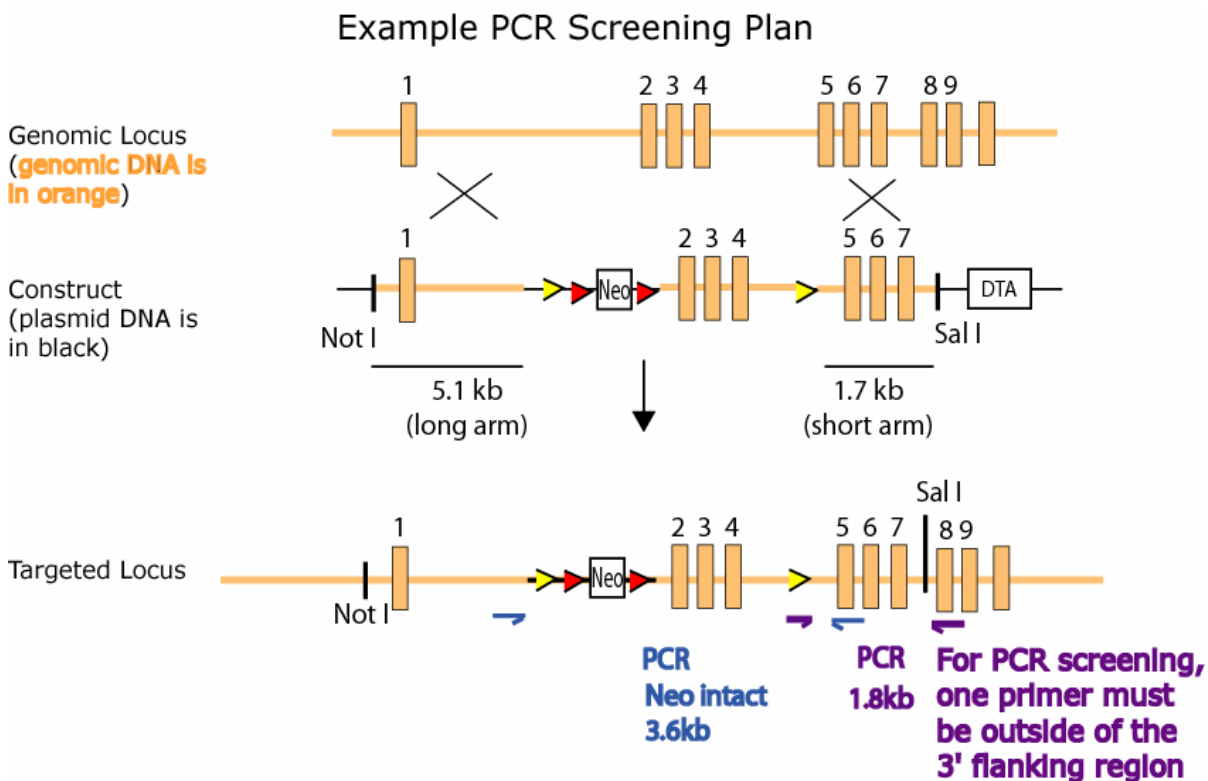 Example PCR Screening Plan
1 2 3 4 5 6 7 8 9
Genomic Locus
(genomic DNA is
in orange)
1 2 3 4 5 6 7
Neo
DTA
Construct
(plasmid DNA is
in black)
Not I
Sal I
5.1 kb
(long arm)
1.7 kb
(short arm)
Sal I
1 2 3 4 5 6 7 8 9
Targeted Locus
Neo
Not I
PCR
Neo intact
3.6kb
PCR
1.8kb
For PCR screening,
one primer must
be outside of the
3' flanking region